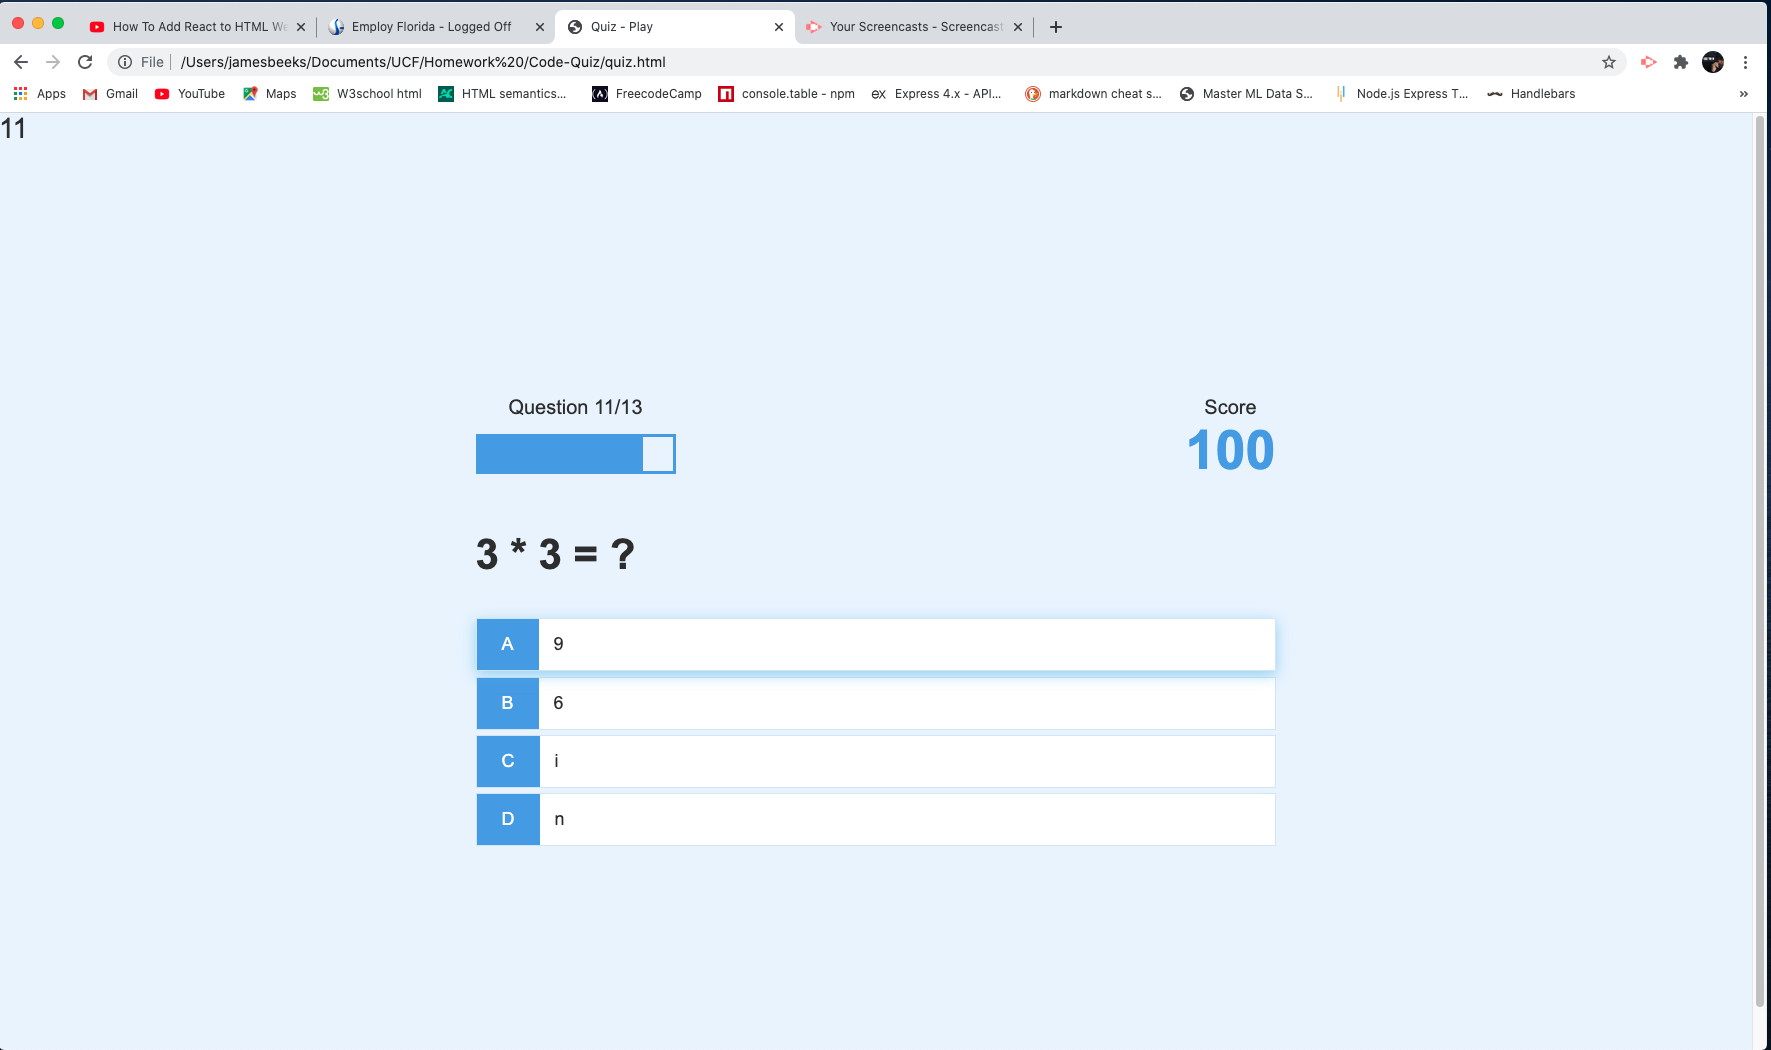 How To Add React to HTML We
Employ Florida - Logged Off
Quiz - Play
Your Screencasts - Screencast
File
/Users/jamesbeeks/Documents/UCF/Homework%20/Code-Quiz/quiz.html
Apps
Gmail
YouTube
Maps
W3school html
HTML semantics...
FreecodeCamp
console.table - npm
Express 4.x - API...
markdown cheat s...
Master ML Data S...
Node.js Express T...
Handlebars
11
Question 11/13
Score
100
3 * 3 = ?
A 9
B 6
C i
D n